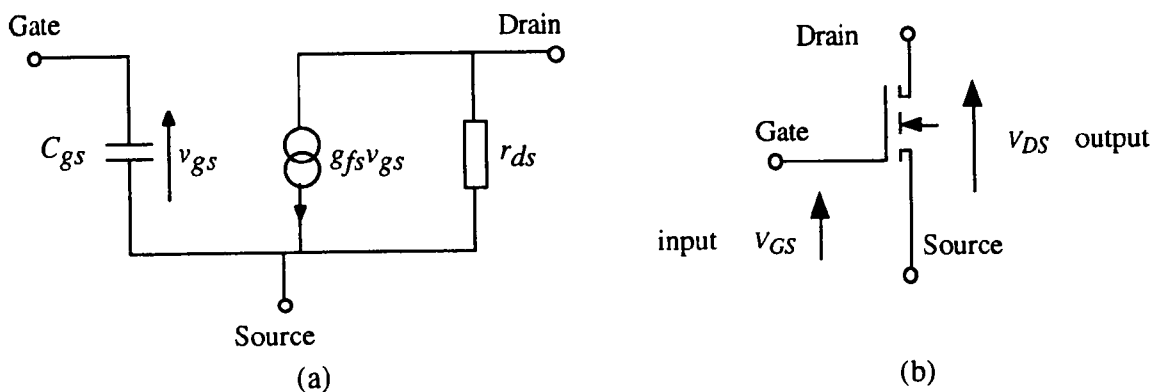 Gate
Drain
C_gs
v_gs
g_fs v_gs
r_ds
Source
(a)
Drain
Gate
V_DS output
input V_GS
Source
(b)